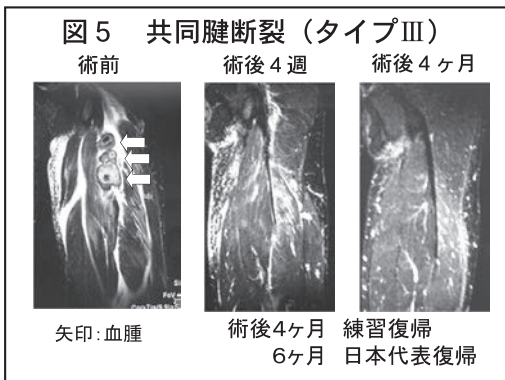 図5　共同腱断裂（タイプⅢ）
術前　術後4週　術後4ヶ月
矢印：血腫
術後4ヶ月　練習復帰
6ヶ月　日本代表復帰